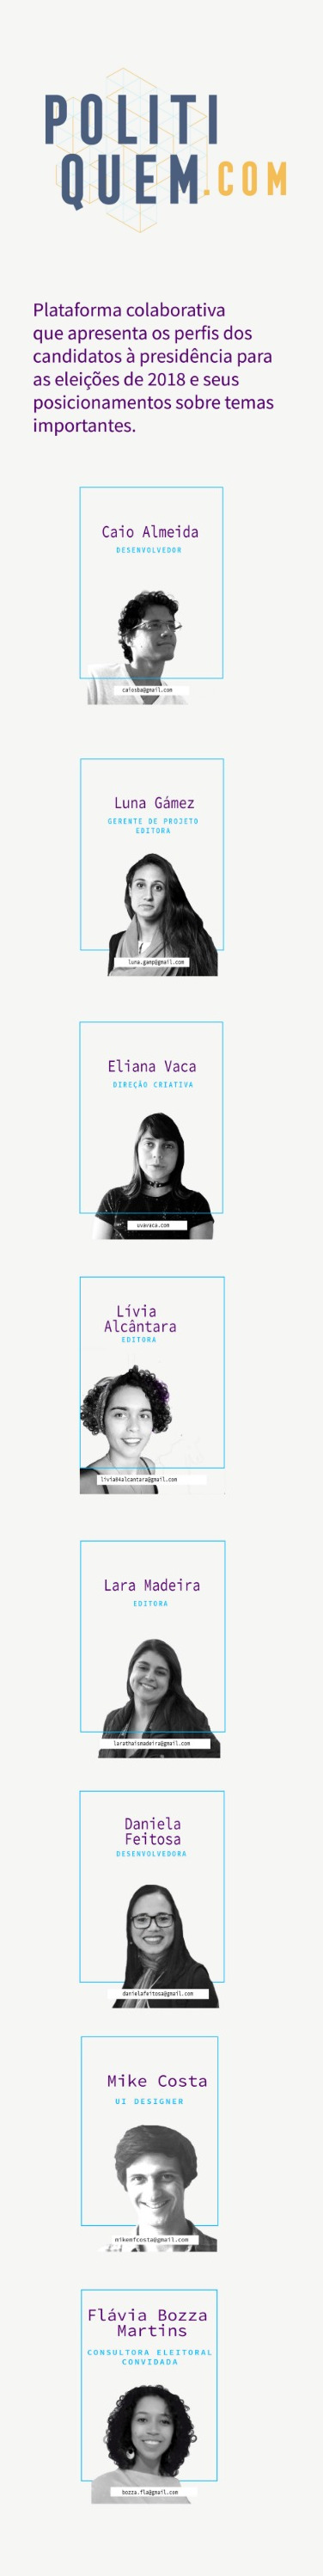 POLITI
QUEM.COM
Plataforma colaborativa
que apresenta os perfis dos
candidatos à presidência para
as eleições de 2018 e seus
posicionamentos sobre temas
importantes.
Caio Almeida
DESENVOLVEDOR
caiosba@gmail.com
Luna Gámez
GERENTE DE PROJETO
EDITORA
luna.gamp@gmail.com
Eliana Vaca
DIREÇÃO CRIATIVA
uvavaca.com
Lívia
Alcântara
EDITORA
livia04alcantara@gmail.com
Lara Madeira
EDITORA
larathaismadeira@gmail.com
Daniela
Feitosa
DESENVOLVEDORA
danielafeitosa@gmail.com
Mike Costa
UI DESIGNER
mikemfcosta@gmail.com
Flávia Bozza
Martins
CONSULTORA ELEITORAL
CONVIDADA
bozza.fla@gmail.com